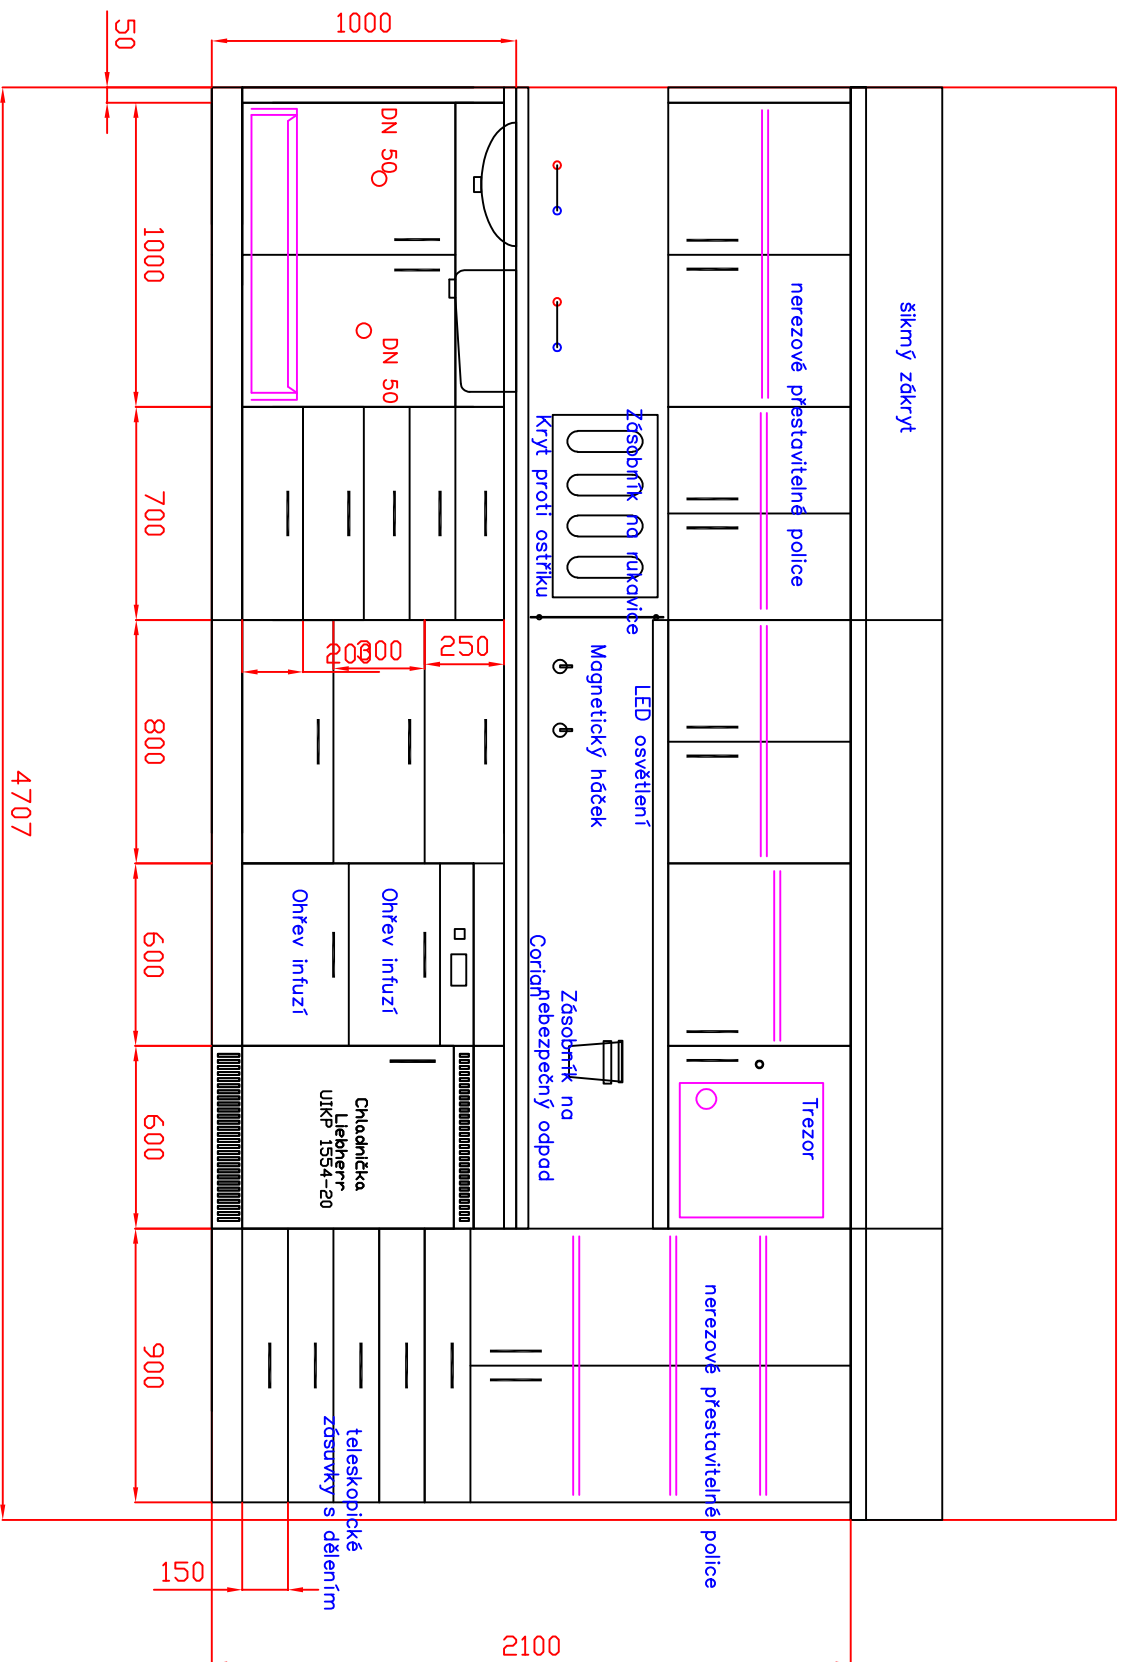 šikmý zákryt
nerezové přestavitelné police
Zásobník na rukavice
Kryt proti ostřiku
LED osvětlení
Magnetický háček
Corian
Zásobník na
nebezpečný odpad
Trezor
nerezové přestavitelné police
DN 50
DN 50
Ohřev infuzí
Ohřev infuzí
Chladnička
Liebherr
UIKP 1554-20
teleskopické
zásuvky s dělením
1000
50
1000
700
800
600
600
900
4707
200
300
250
150
2100